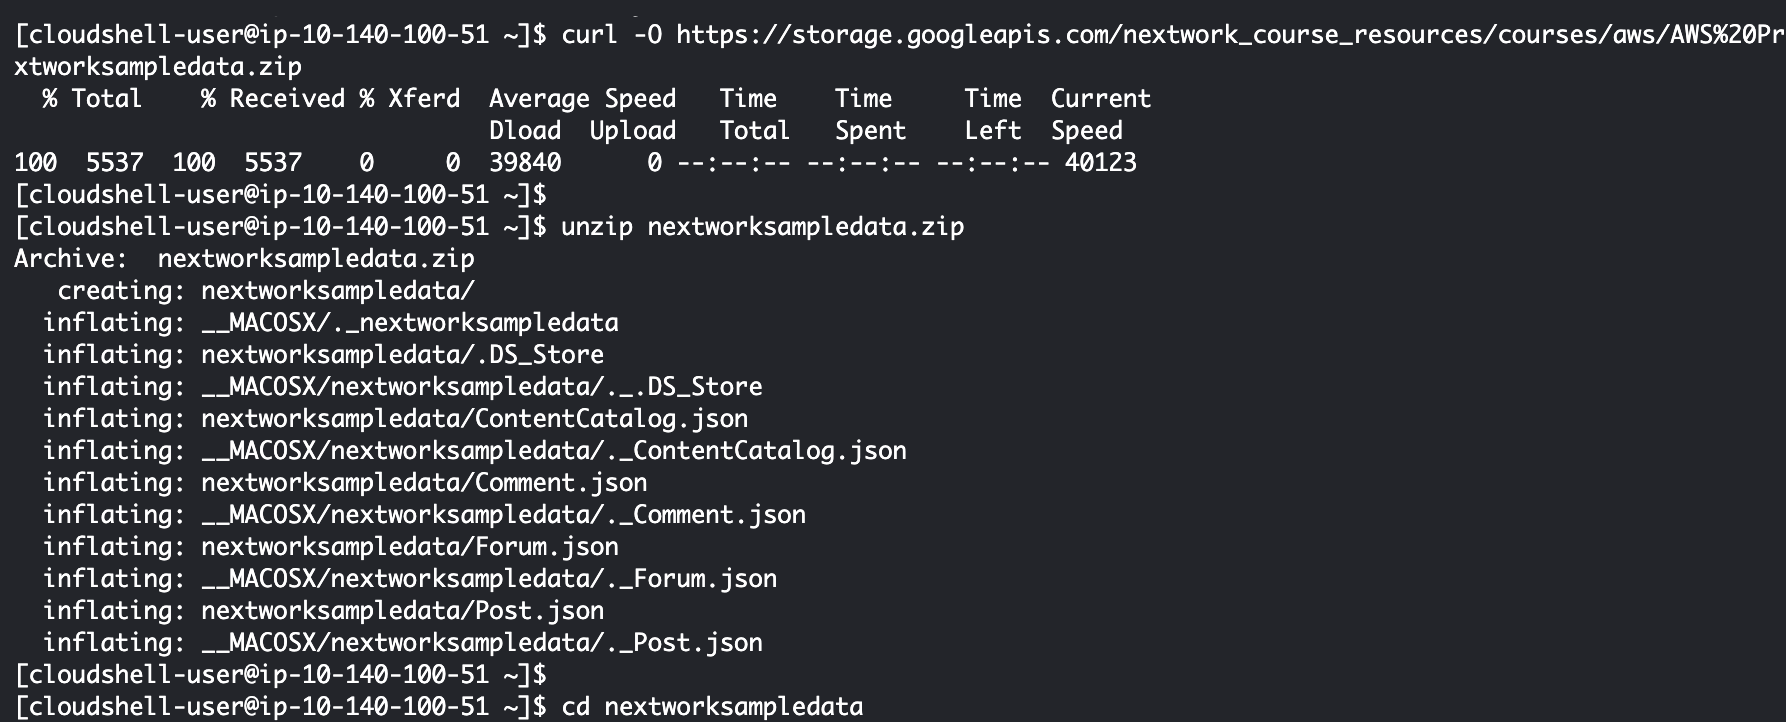 [cloudshell-user@ip-10-140-100-51 ~]$ curl -O https://storage.googleapis.com/nextwork_course_resources/courses/aws/AWS%20Pr
xtworksampledata.zip
  % Total    % Received % Xferd  Average Speed   Time    Time     Time  Current
                                 Dload  Upload   Total   Spent    Left  Speed
100  5537  100  5537    0     0  39840      0 --:--:-- --:--:-- --:--:-- 40123
[cloudshell-user@ip-10-140-100-51 ~]$
[cloudshell-user@ip-10-140-100-51 ~]$ unzip nextworksampledata.zip
Archive:  nextworksampledata.zip
   creating: nextworksampledata/
  inflating: __MACOSX/._nextworksampledata
  inflating: nextworksampledata/.DS_Store
  inflating: __MACOSX/nextworksampledata/._.DS_Store
  inflating: nextworksampledata/ContentCatalog.json
  inflating: __MACOSX/nextworksampledata/._ContentCatalog.json
  inflating: nextworksampledata/Comment.json
  inflating: __MACOSX/nextworksampledata/._Comment.json
  inflating: nextworksampledata/Forum.json
  inflating: __MACOSX/nextworksampledata/._Forum.json
  inflating: nextworksampledata/Post.json
  inflating: __MACOSX/nextworksampledata/._Post.json
[cloudshell-user@ip-10-140-100-51 ~]$
[cloudshell-user@ip-10-140-100-51 ~]$ cd nextworksampledata